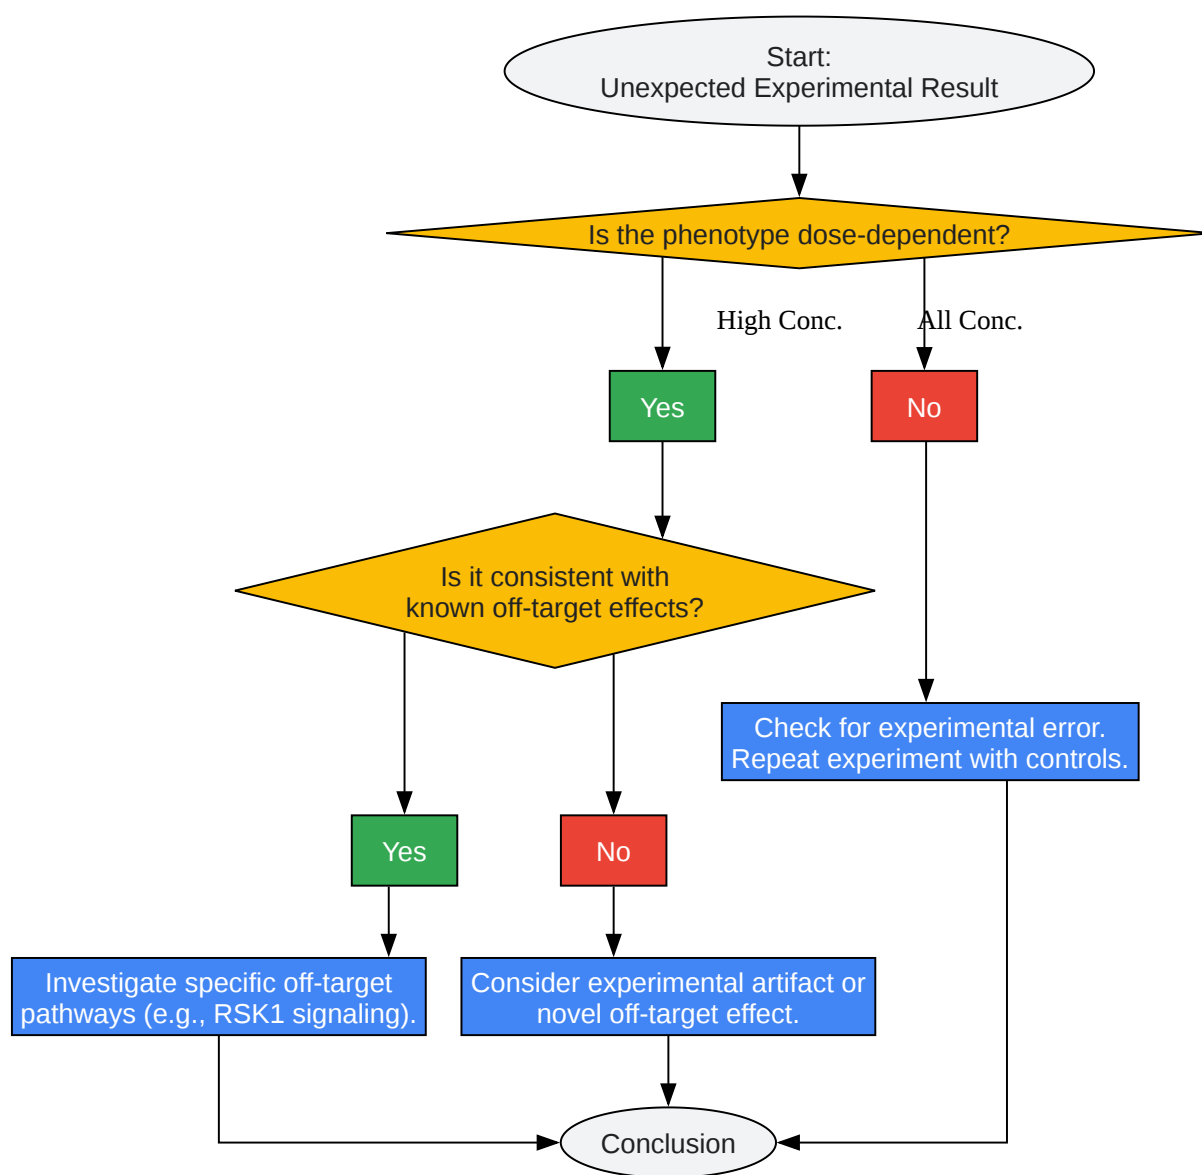 Start:
Unexpected Experimental Result
Is the phenotype dose-dependent?
High Conc.
All Conc.
Yes
No
Is it consistent with
known off-target effects?
Check for experimental error.
Repeat experiment with controls.
Yes
No
Investigate specific off-target
pathways (e.g., RSK1 signaling).
Consider experimental artifact or
novel off-target effect.
Conclusion